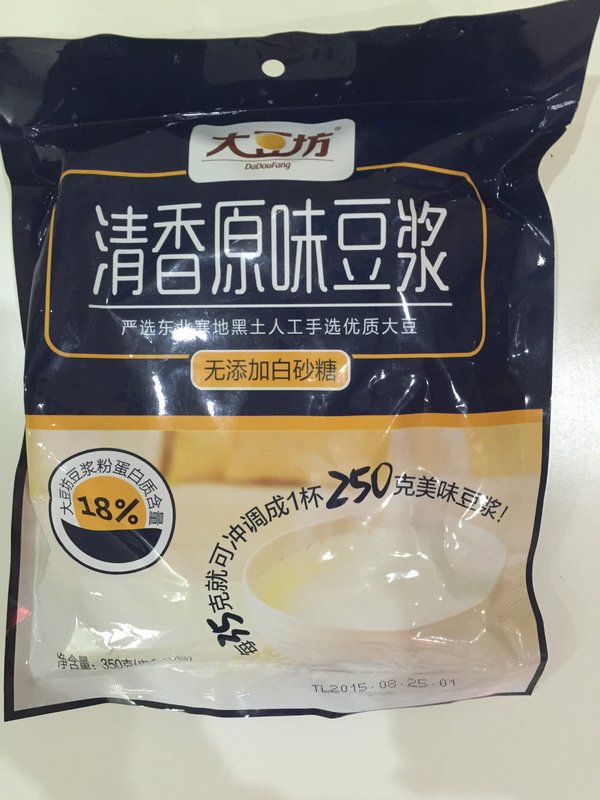 大豆坊®
DaDouFang
清香原味豆浆
严选东北寒地黑土人工手选优质大豆
无添加白砂糖
大豆坊豆浆粉蛋白质含量
18%
每35克就可冲调成1杯250克美味豆浆!
净含量: 350克
TL2015.08.25.01